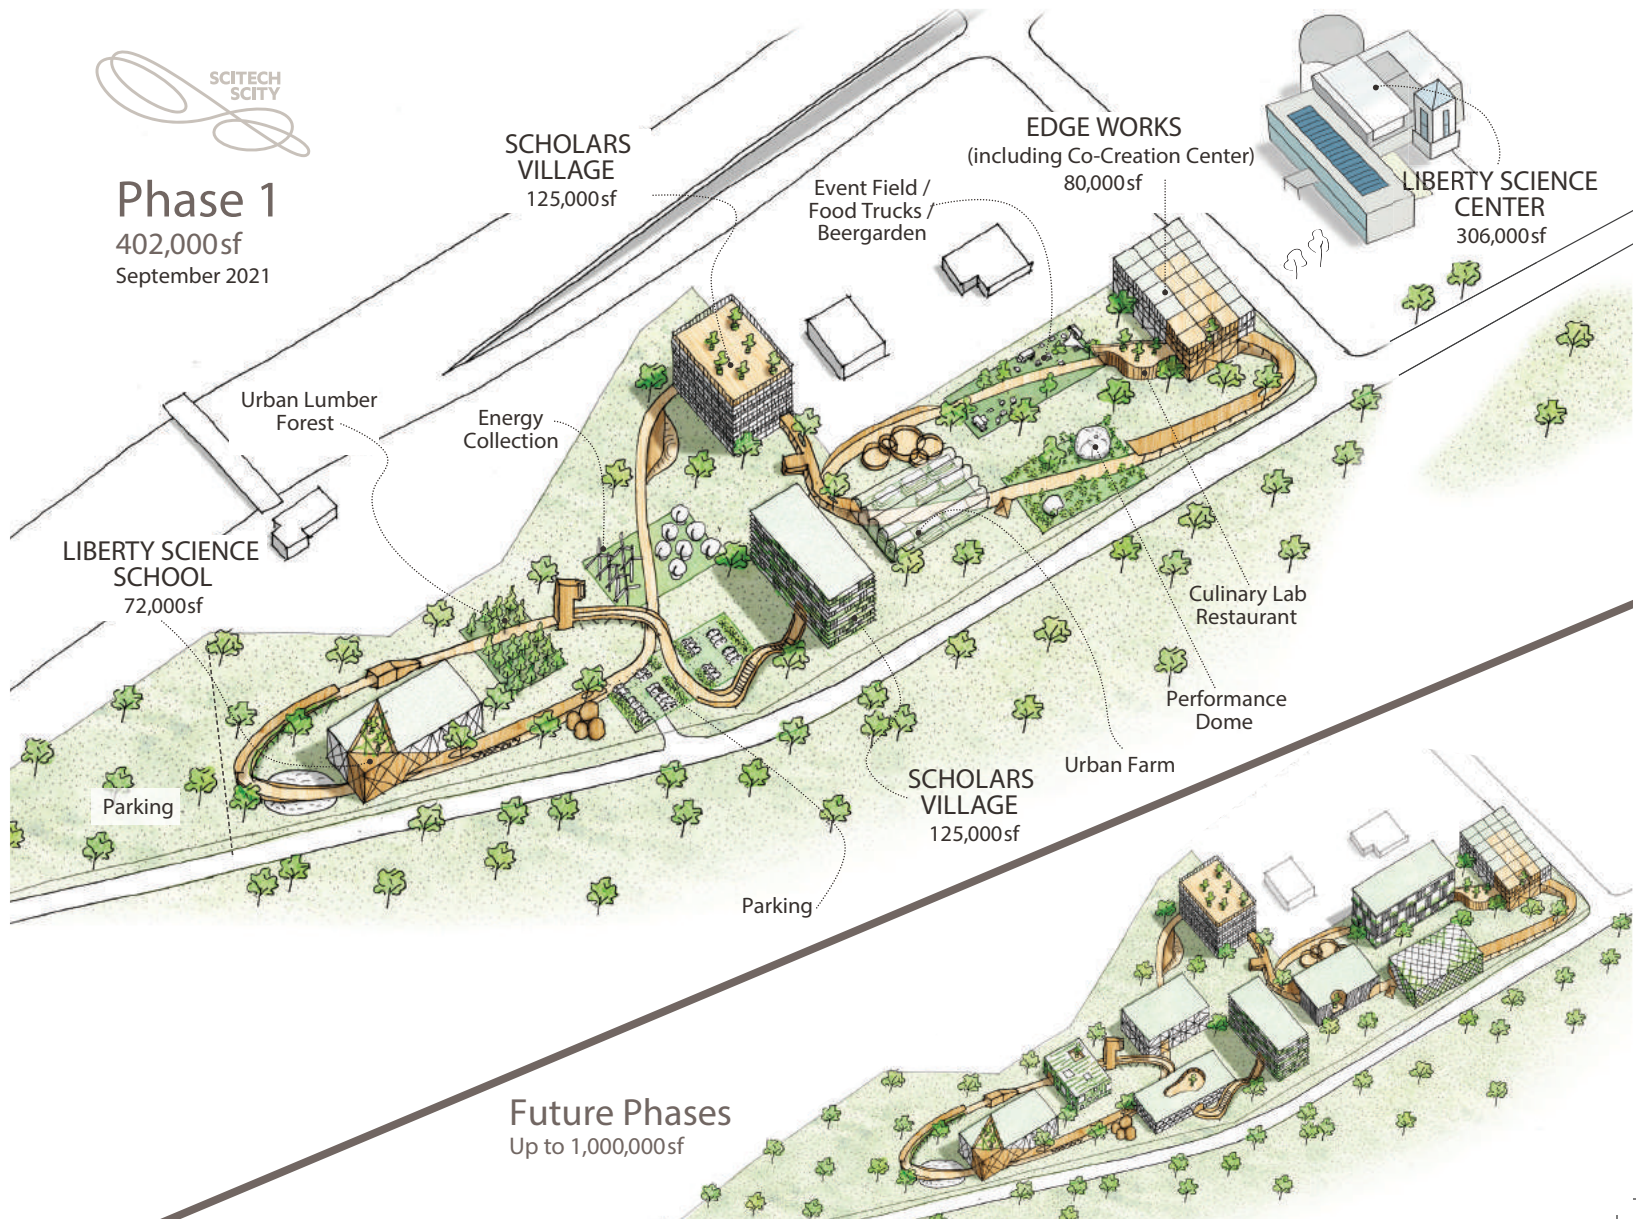 SCITECH
SCITY
Phase 1
402,000sf
September 2021
SCHOLARS
VILLAGE
125,000sf
EDGE WORKS
(including Co-Creation Center)
80,000sf
Event Field /
Food Trucks /
Beergarden
LIBERTY SCIENCE
CENTER
306,000sf
Urban Lumber
Forest
Energy
Collection
LIBERTY SCIENCE
SCHOOL
72,000sf
Culinary Lab
Restaurant
Performance
Dome
Urban Farm
SCHOLARS
VILLAGE
125,000sf
Parking
Parking
Future Phases
Up to 1,000,000sf